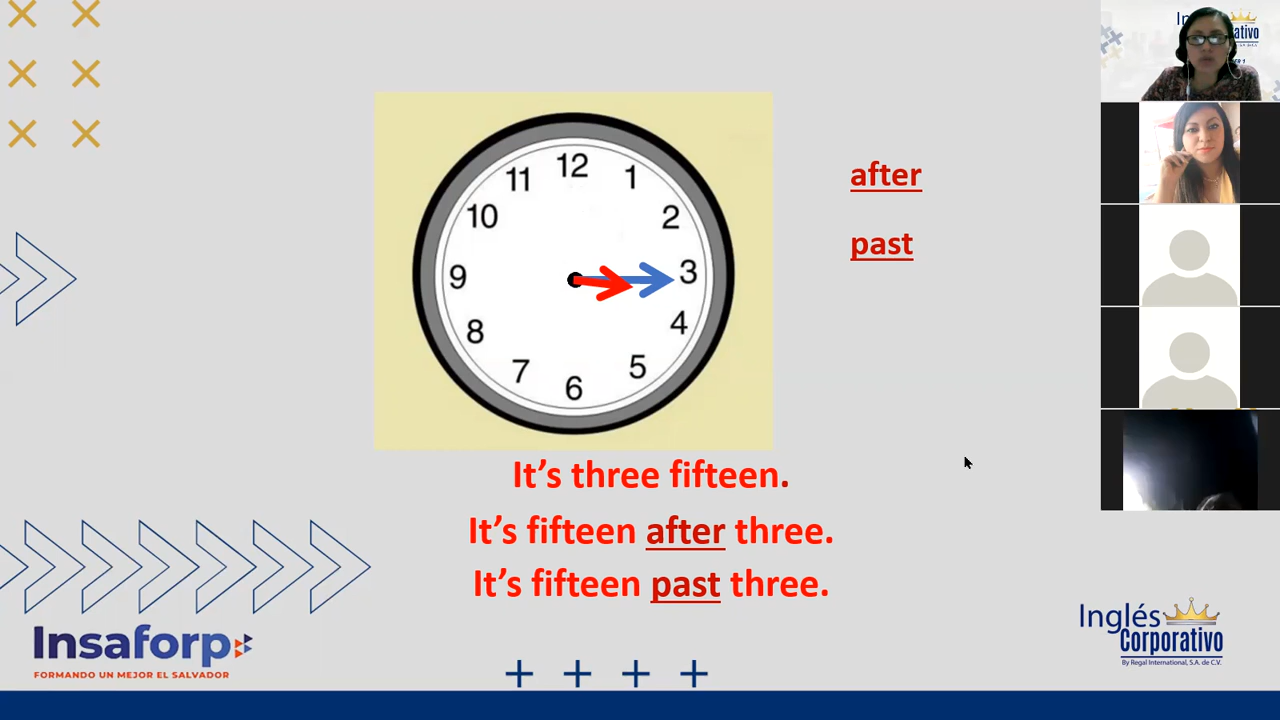 12
11
1
10
2
9
3
8
4
7
5
6
after
past
It's three fifteen.
It's fifteen after three.
It's fifteen past three.
Insaforp
FORMANDO UN MEJOR EL SALVADOR
Inglés
Corporativo
By Regal International, S.A. de C.V.